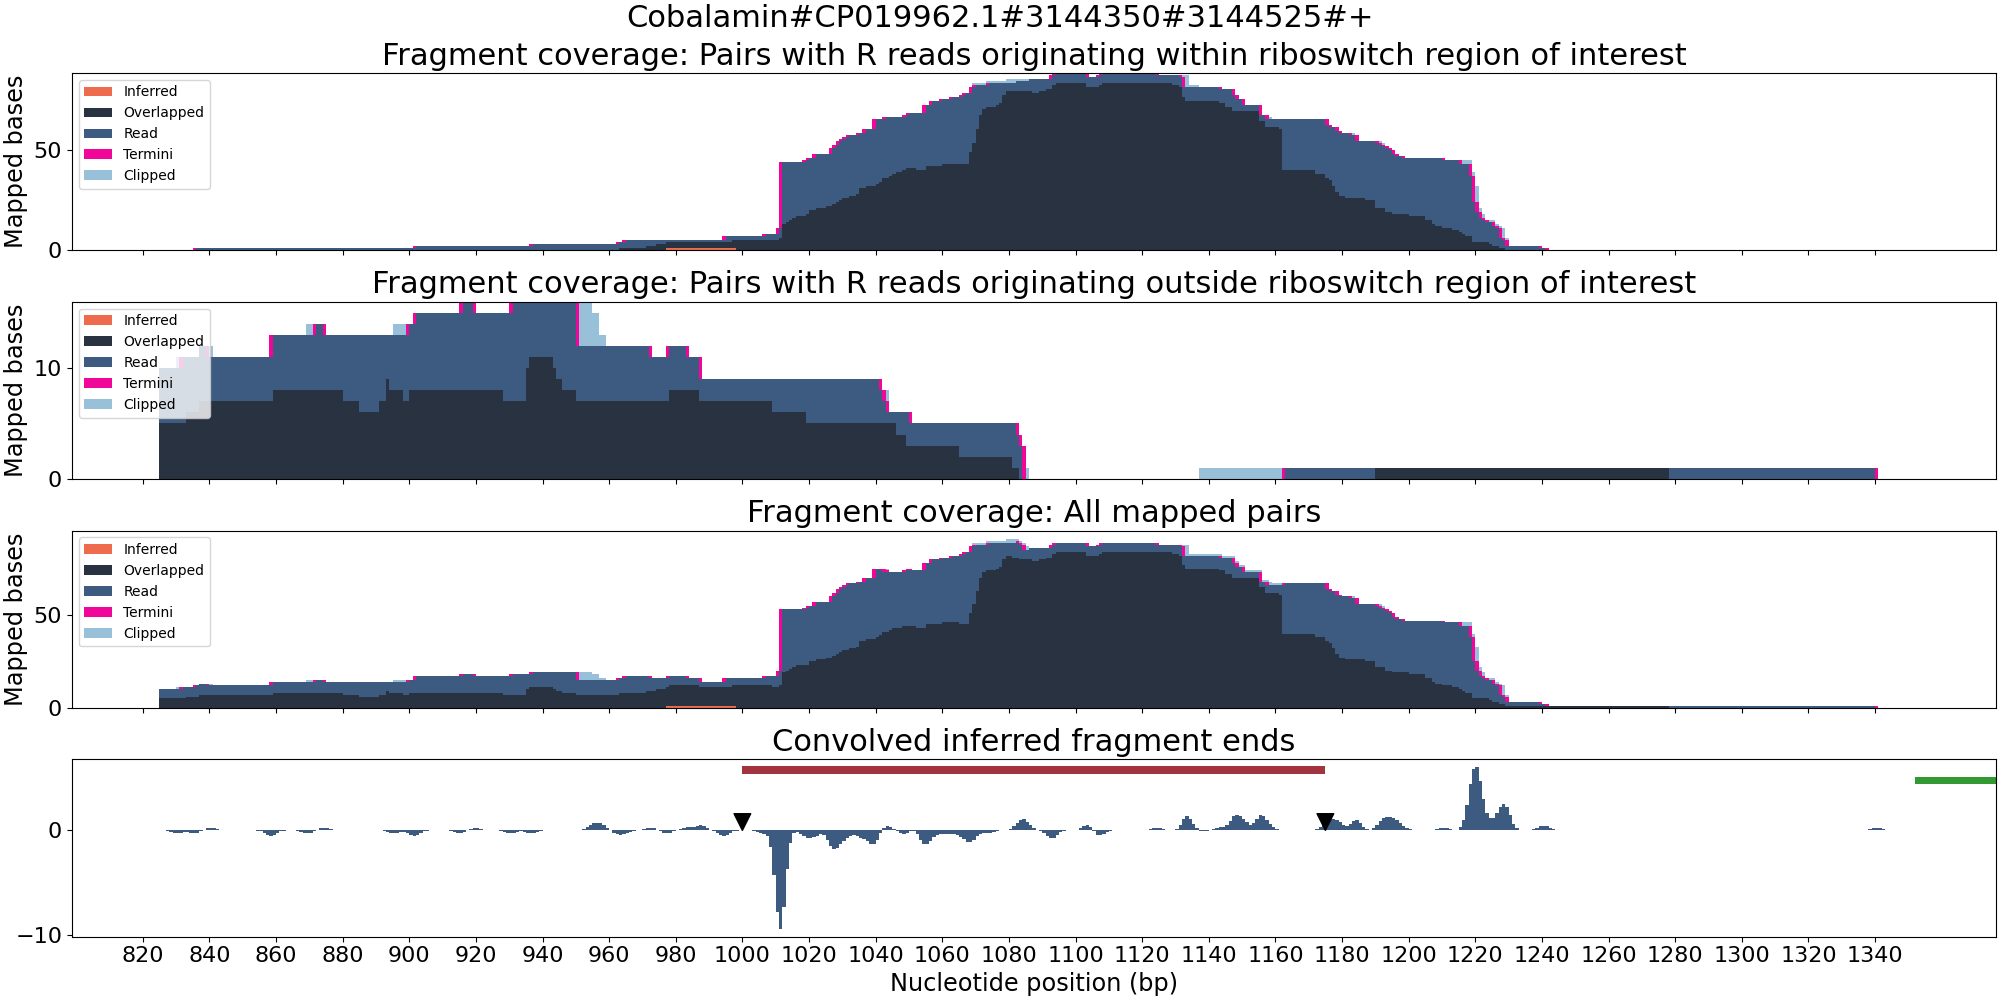 Cobalamin#CP019962.1#3144350#3144525#+
Fragment coverage: Pairs with R reads originating within riboswitch region of interest
Mapped bases
50
0
Inferred
Overlapped
Read
Termini
Clipped
Fragment coverage: Pairs with R reads originating outside riboswitch region of interest
Mapped bases
10
0
Inferred
Overlapped
Read
Termini
Clipped
Fragment coverage: All mapped pairs
Mapped bases
50
0
Inferred
Overlapped
Read
Termini
Clipped
Convolved inferred fragment ends
0
−10
820 840 860 880 900 920 940 960 980 1000 1020 1040 1060 1080 1100 1120 1140 1160 1180 1200 1220 1240 1260 1280 1300 1320 1340
Nucleotide position (bp)